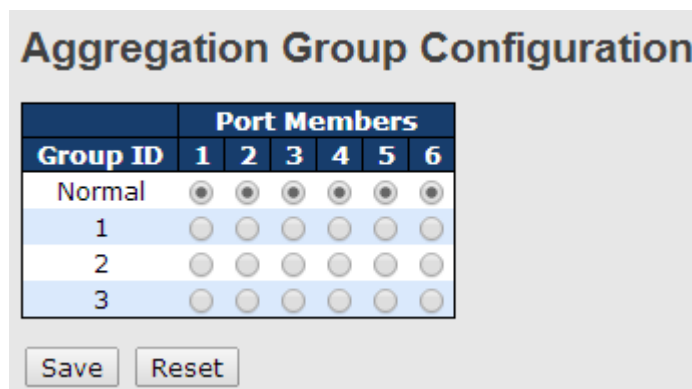 Aggregation Group Configuration
Port Members
Group ID 1 2 3 4 5 6
Normal
1
2
3
Save Reset